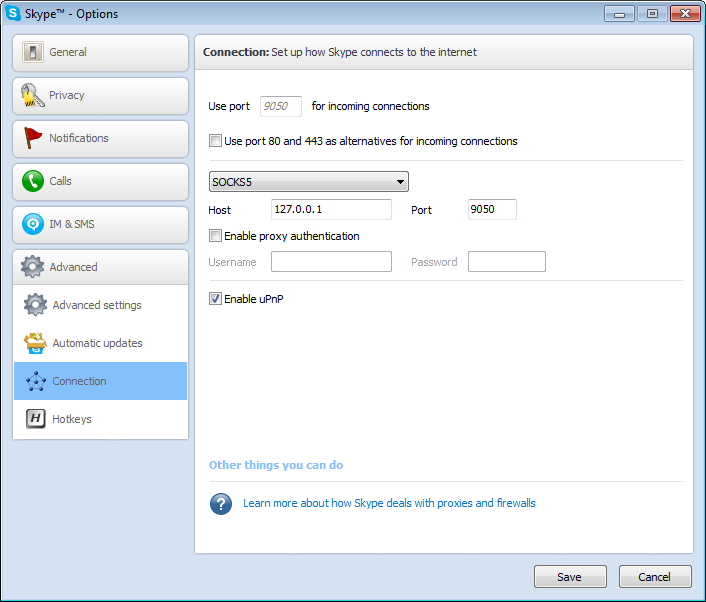 Skype™ - Options
General
Privacy
Notifications
Calls
IM & SMS
Advanced
Advanced settings
Automatic updates
Connection
H Hotkeys
Connection: Set up how Skype connects to the internet
Use port 9050 for incoming connections
Use port 80 and 443 as alternatives for incoming connections
SOCKS5
Host 127.0.0.1 Port 9050
Enable proxy authentication
Username Password
Enable uPnP
Other things you can do
? Learn more about how Skype deals with proxies and firewalls
Save Cancel